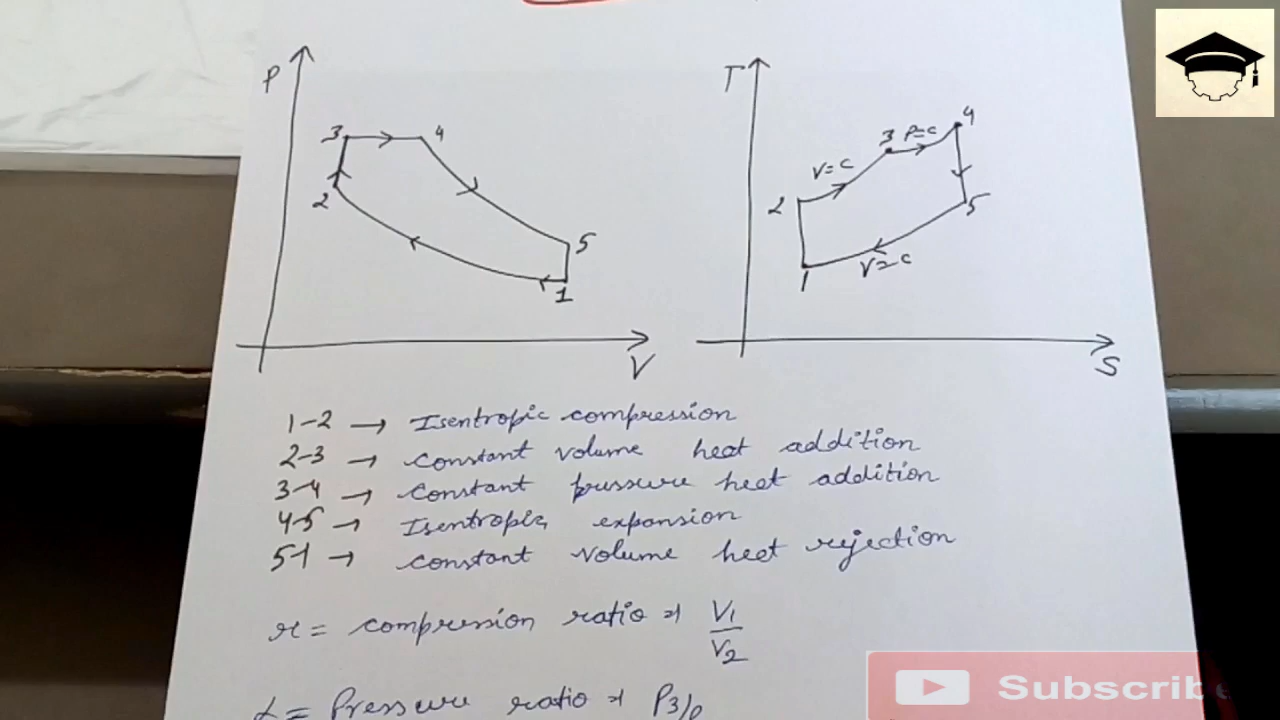 P
3
4
2
5
1
V
T
4
3
P=C
V=C
2
5
1
V=C
S
1-2 → Isentropic compression
2-3 → constant volume heat addition
3-4 → constant pressure heat addition
4-5 → Isentropic expansion
5-1 → constant volume heat rejection
r = compression ratio ⇒ V1/V2
α = Pressure ratio ⇒ P3/
Subscribe